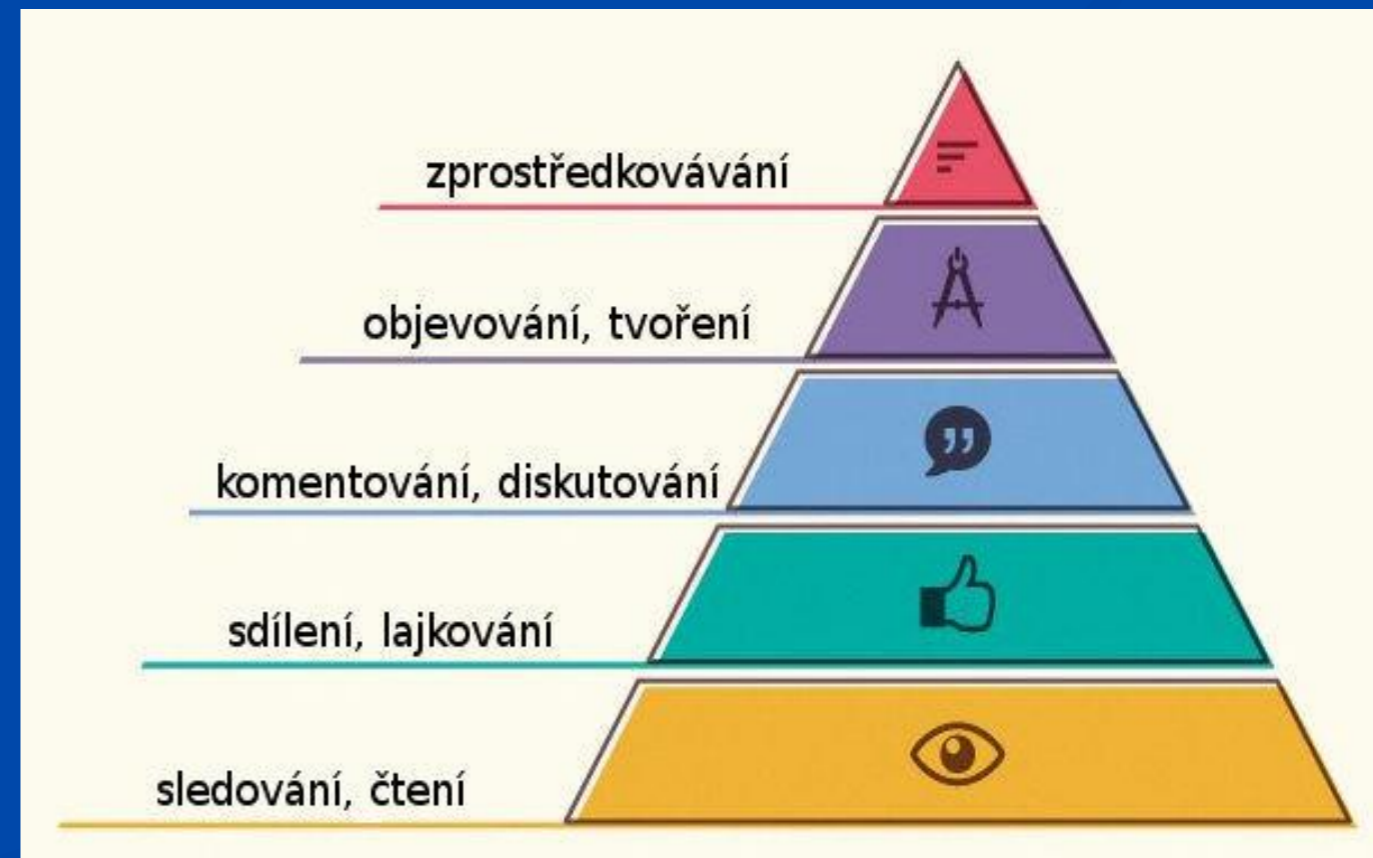 zprostředkovávání
objevování, tvoření
komentování, diskutování
sdílení, lajkování
sledování, čtení